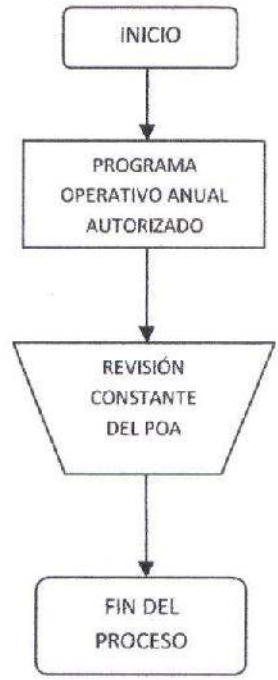 INICIO
PROGRAMA
OPERATIVO ANUAL
AUTORIZADO
REVISIÓN
CONSTANTE
DEL POA
FIN DEL
PROCESO